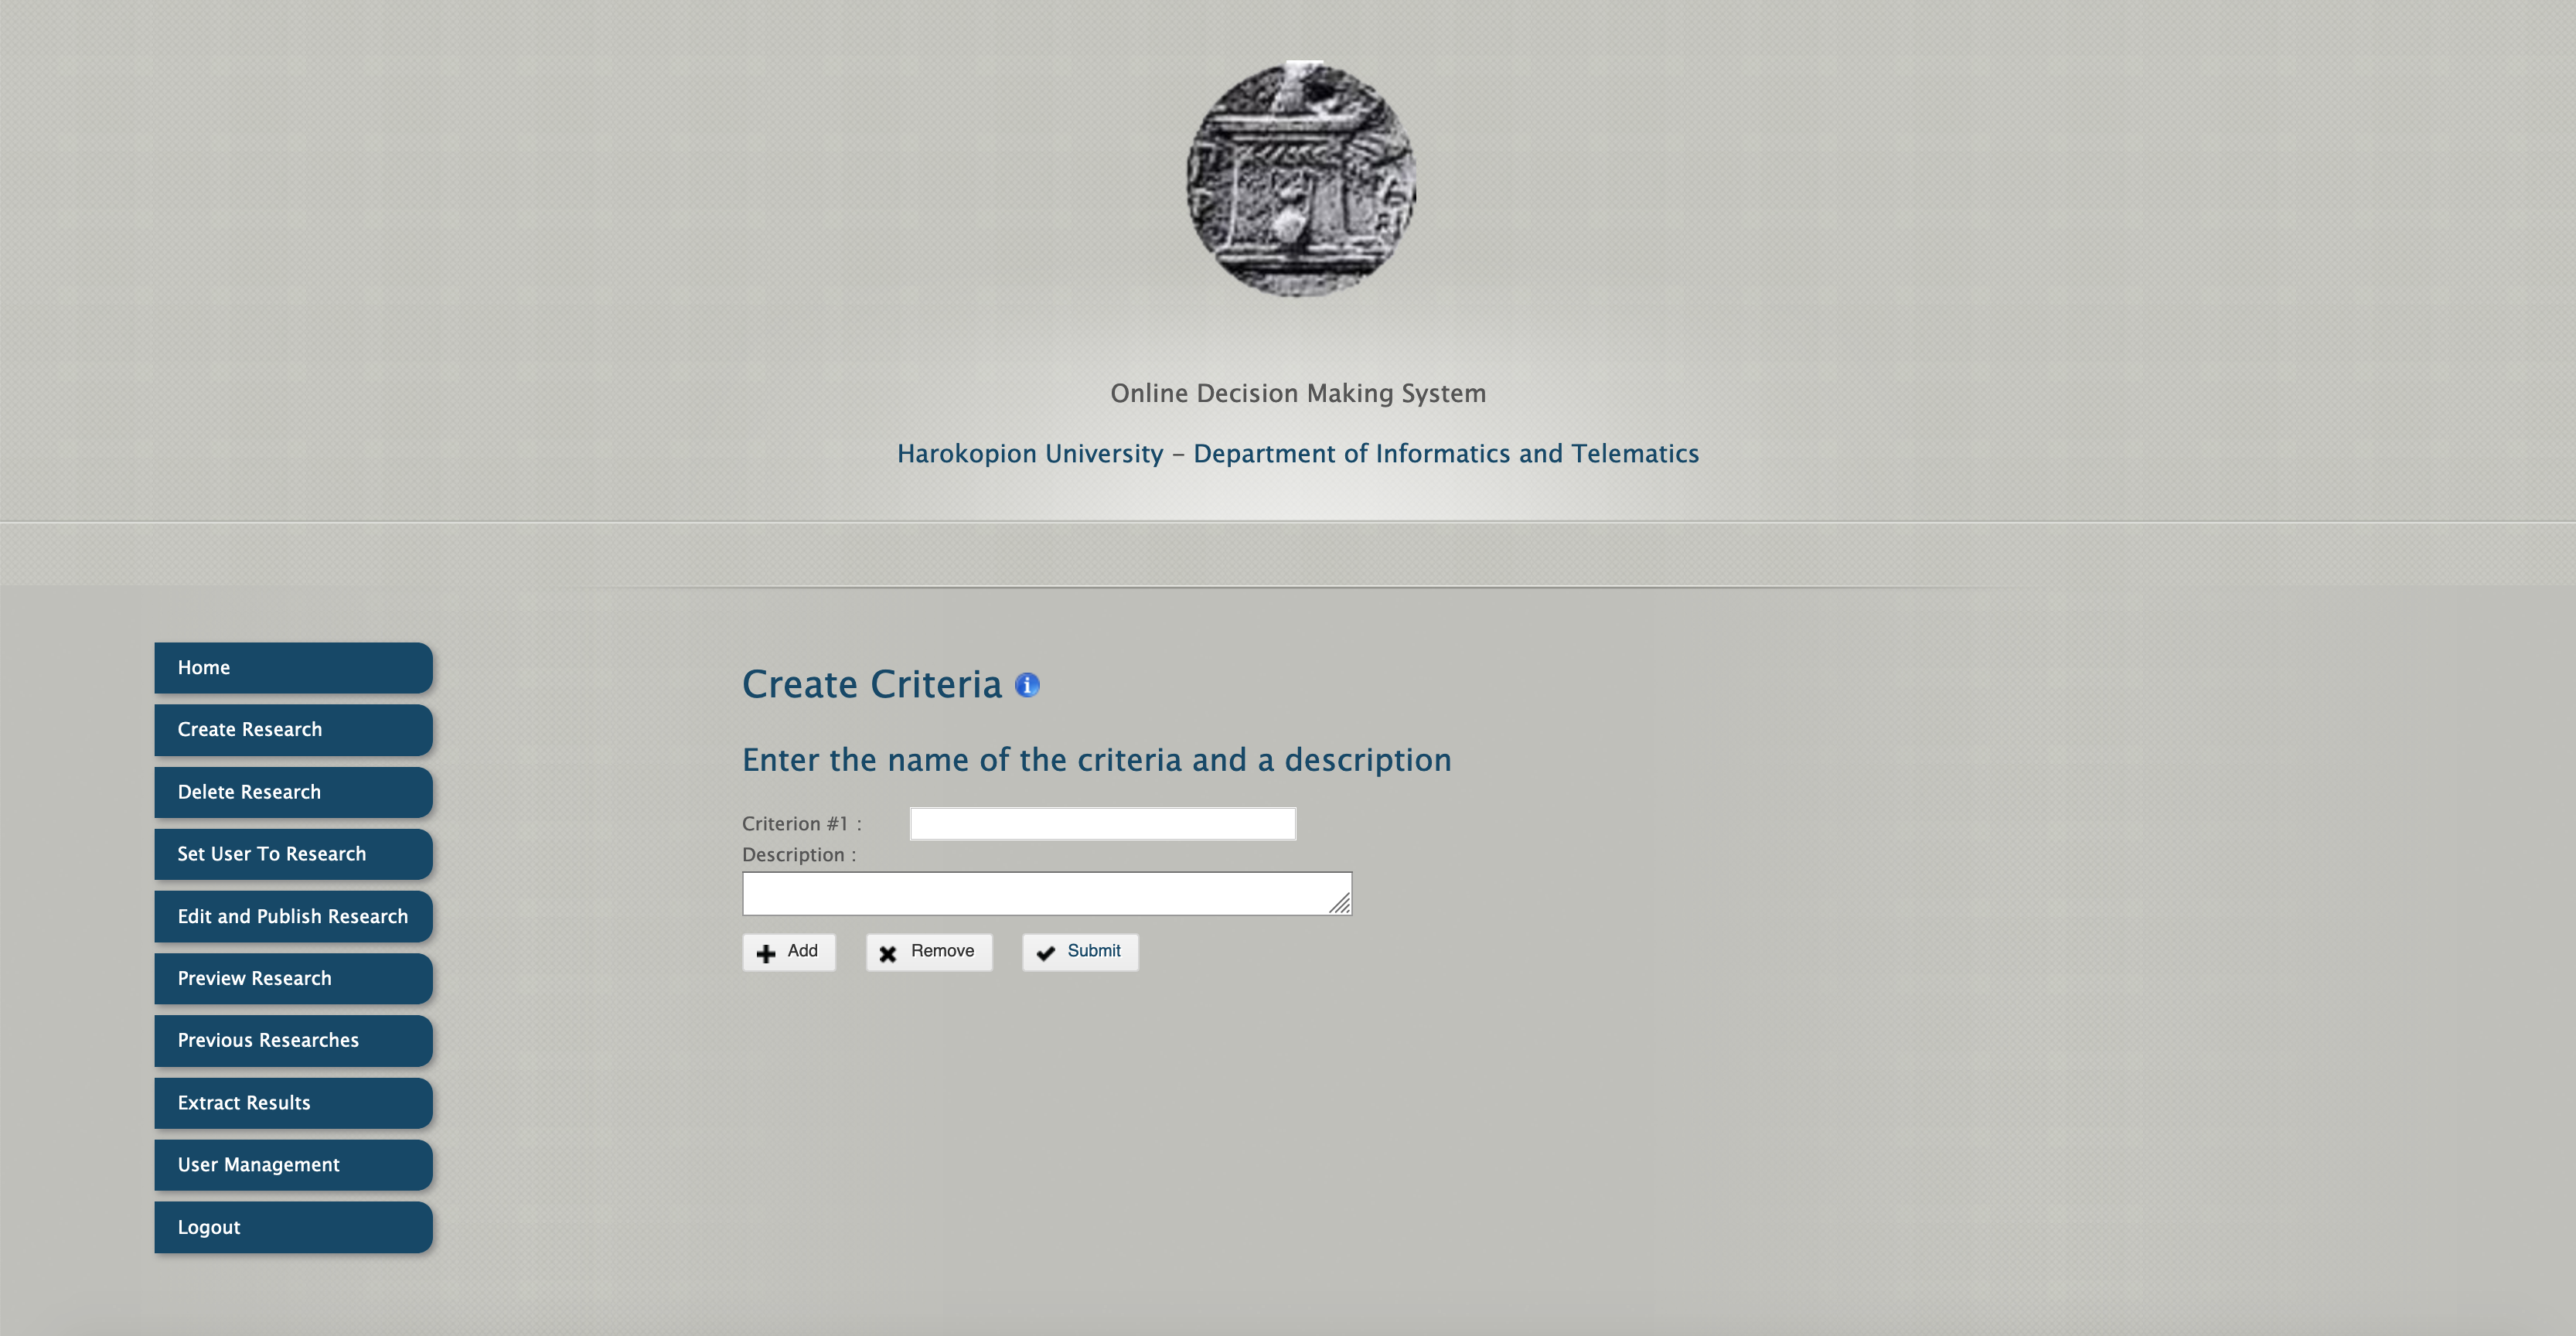 Online Decision Making System
Harokopion University – Department of Informatics and Telematics
Home
Create Research
Delete Research
Set User To Research
Edit and Publish Research
Preview Research
Previous Researches
Extract Results
User Management
Logout
Create Criteria
Enter the name of the criteria and a description
Criterion #1 :
Description :
Add Remove Submit